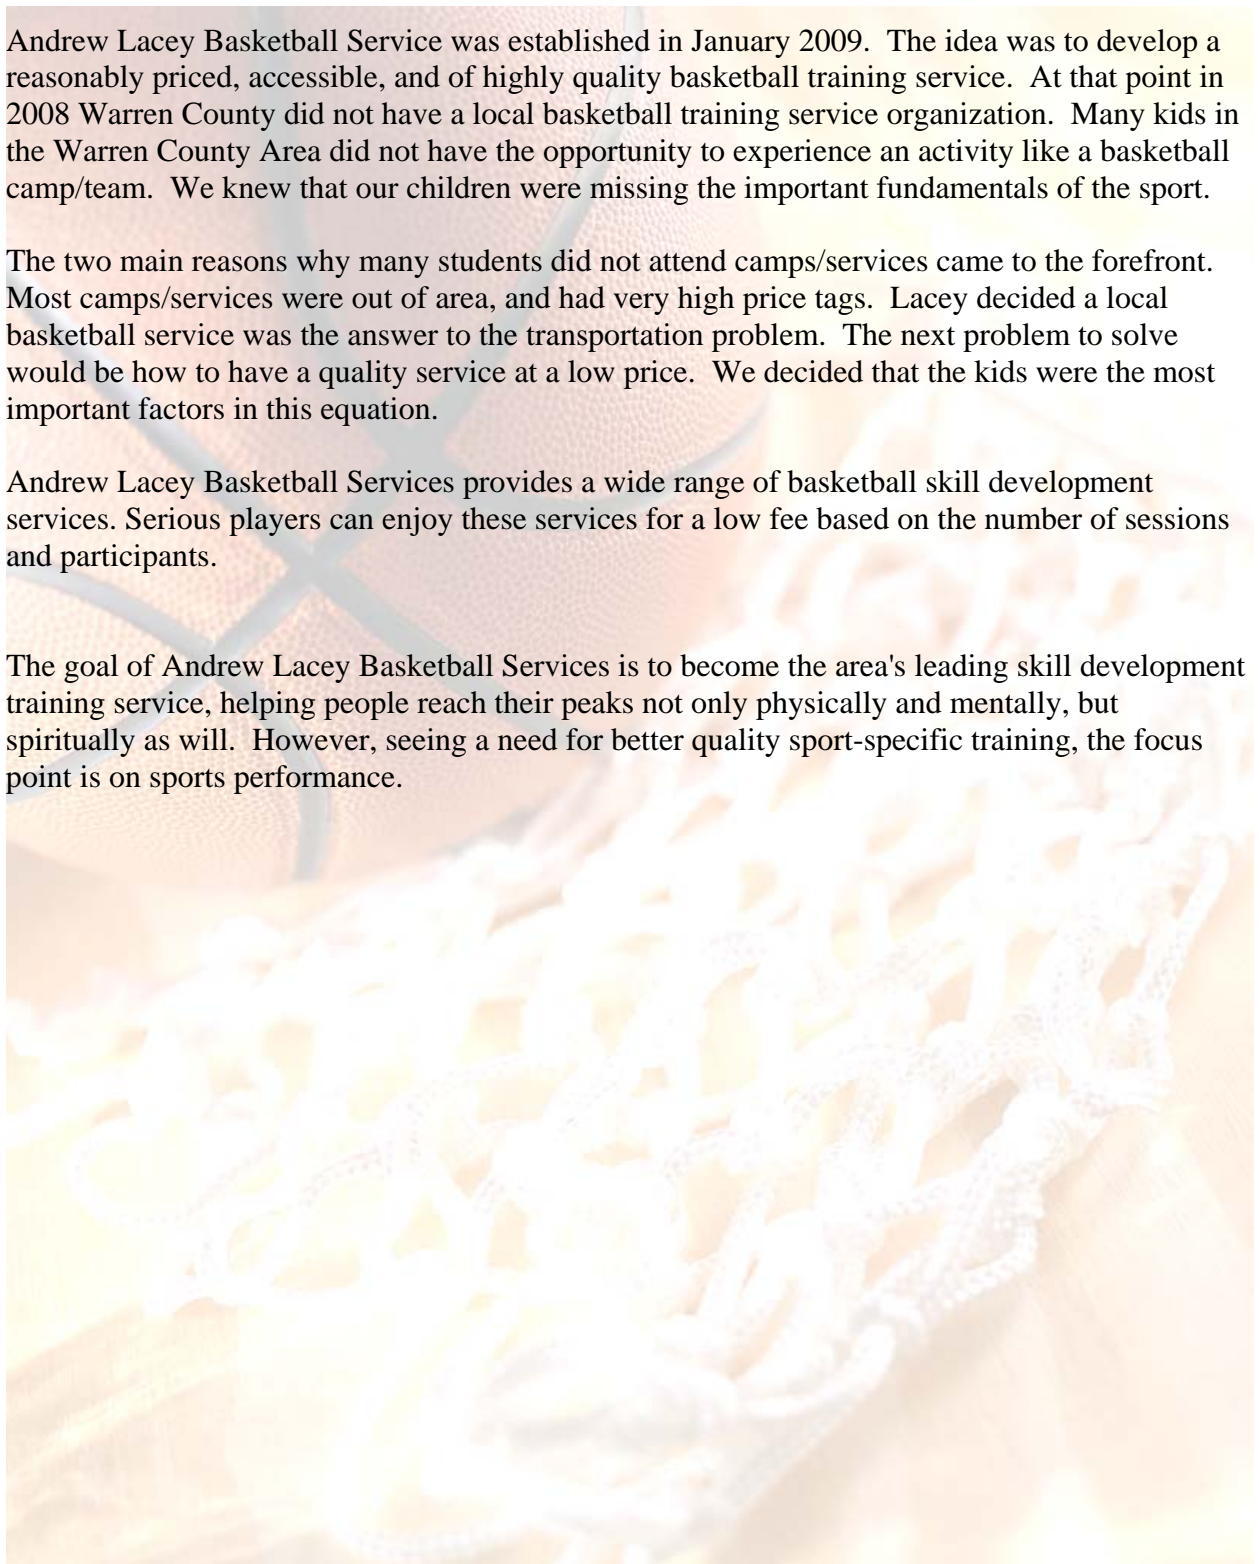 Andrew Lacey Basketball Service was established in January 2009.  The idea was to develop a
reasonably priced, accessible, and of highly quality basketball training service.  At that point in
2008 Warren County did not have a local basketball training service organization.  Many kids in
the Warren County Area did not have the opportunity to experience an activity like a basketball
camp/team.  We knew that our children were missing the important fundamentals of the sport.

The two main reasons why many students did not attend camps/services came to the forefront.
Most camps/services were out of area, and had very high price tags.  Lacey decided a local
basketball service was the answer to the transportation problem.  The next problem to solve
would be how to have a quality service at a low price.  We decided that the kids were the most
important factors in this equation.

Andrew Lacey Basketball Services provides a wide range of basketball skill development
services. Serious players can enjoy these services for a low fee based on the number of sessions
and participants.

The goal of Andrew Lacey Basketball Services is to become the area's leading skill development
training service, helping people reach their peaks not only physically and mentally, but
spiritually as will.  However, seeing a need for better quality sport-specific training, the focus
point is on sports performance.